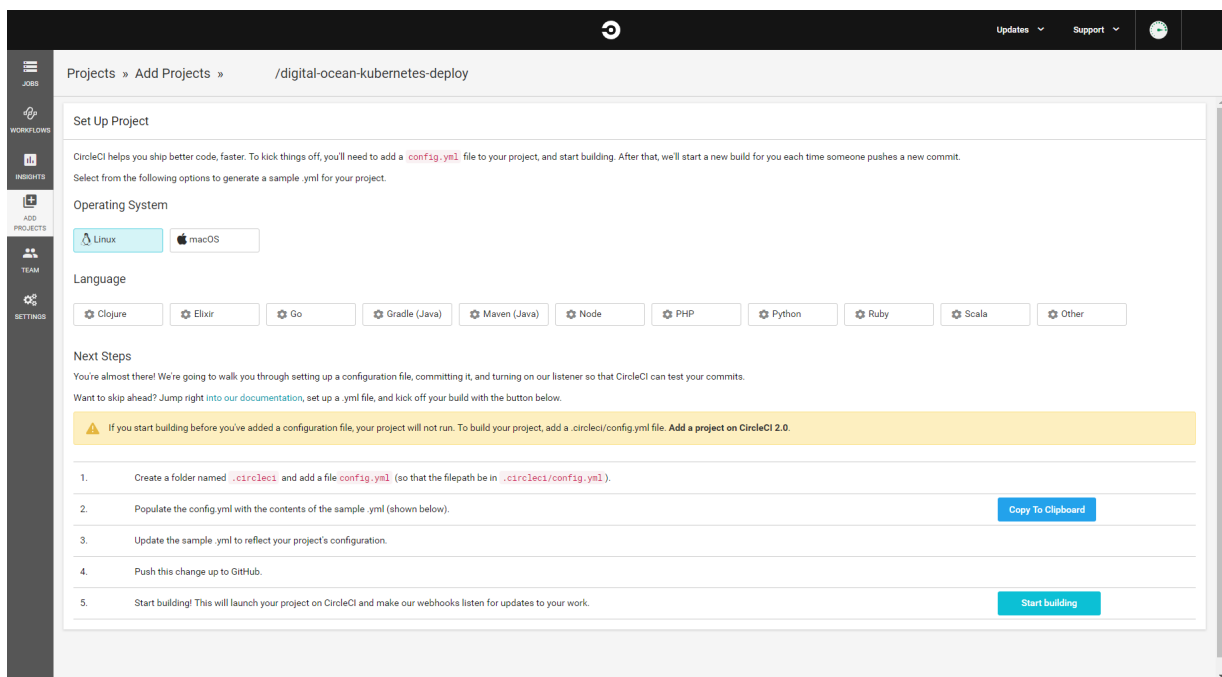 Updates Support
JOBS
Projects » Add Projects » /digital-ocean-kubernetes-deploy
WORKFLOWS
Set Up Project
INSIGHTS
CircleCI helps you ship better code, faster. To kick things off, you'll need to add a config.yml file to your project, and start building. After that, we'll start a new build for you each time someone pushes a new commit.
Select from the following options to generate a sample .yml for your project.
ADD
PROJECTS
Operating System
Linux macOS
TEAM
Language
SETTINGS
Clojure Elixir Go Gradle (Java) Maven (Java) Node PHP Python Ruby Scala Other
Next Steps
You're almost there! We're going to walk you through setting up a configuration file, committing it, and turning on our listener so that CircleCI can test your commits.
Want to skip ahead? Jump right into our documentation, set up a .yml file, and kick off your build with the button below.
If you start building before you've added a configuration file, your project will not run. To build your project, add a .circleci/config.yml file. Add a project on CircleCI 2.0.
1. Create a folder named .circleci and add a file config.yml (so that the filepath be in .circleci/config.yml).
2. Populate the config.yml with the contents of the sample .yml (shown below). Copy To Clipboard
3. Update the sample .yml to reflect your project's configuration.
4. Push this change up to GitHub.
5. Start building! This will launch your project on CircleCI and make our webhooks listen for updates to your work. Start building